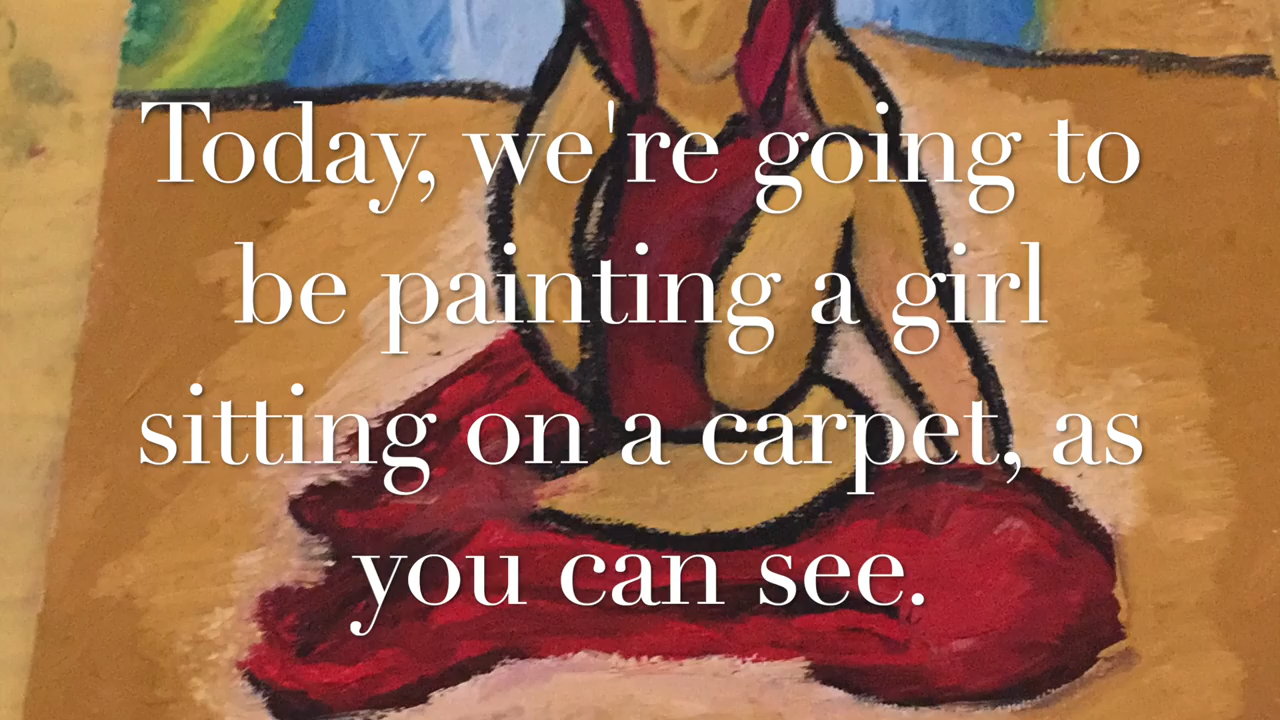 Today, we're going to
be painting a girl
sitting on a carpet, as
you can see.